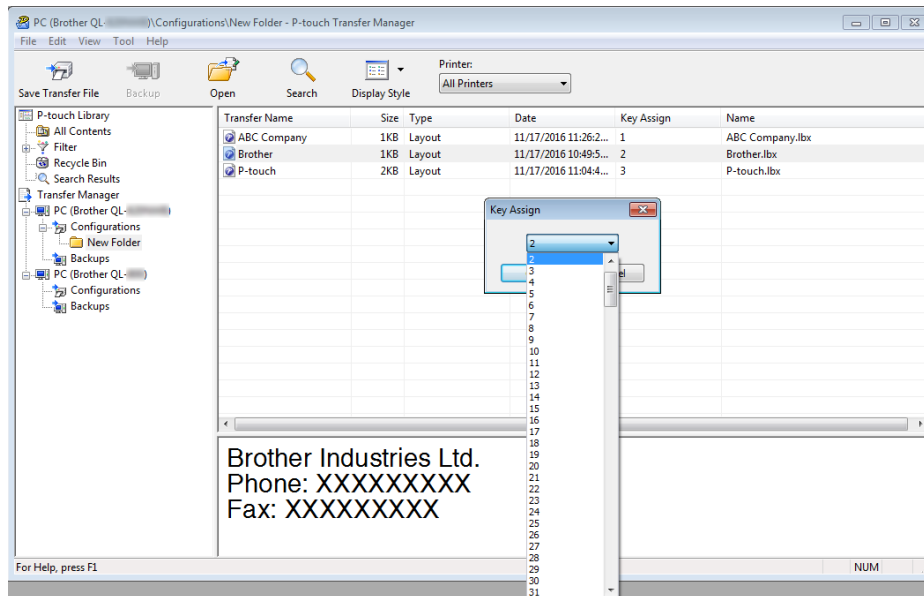 PC (Brother QL- )\Configurations\New Folder - P-touch Transfer Manager
File Edit View Tool Help
Save Transfer File
Backup
Open
Search
Display Style
Printer:
All Printers
P-touch Library
All Contents
Filter
Recycle Bin
Search Results
Transfer Manager
PC (Brother QL- )
Configurations
New Folder
Backups
PC (Brother QL- )
Configurations
Backups
Transfer Name Size Type Date Key Assign Name
ABC Company 1KB Layout 11/17/2016 11:26:2... 1 ABC Company.lbx
Brother 1KB Layout 11/17/2016 10:49:5... 2 Brother.lbx
P-touch 2KB Layout 11/17/2016 11:04:4... 3 P-touch.lbx
Key Assign
2
el
2
3
4
5
6
7
8
9
10
11
12
13
14
15
16
17
18
19
20
21
22
23
24
25
26
27
28
29
30
31
Brother Industries Ltd.
Phone: XXXXXXXXX
Fax: XXXXXXXXX
For Help, press F1
NUM